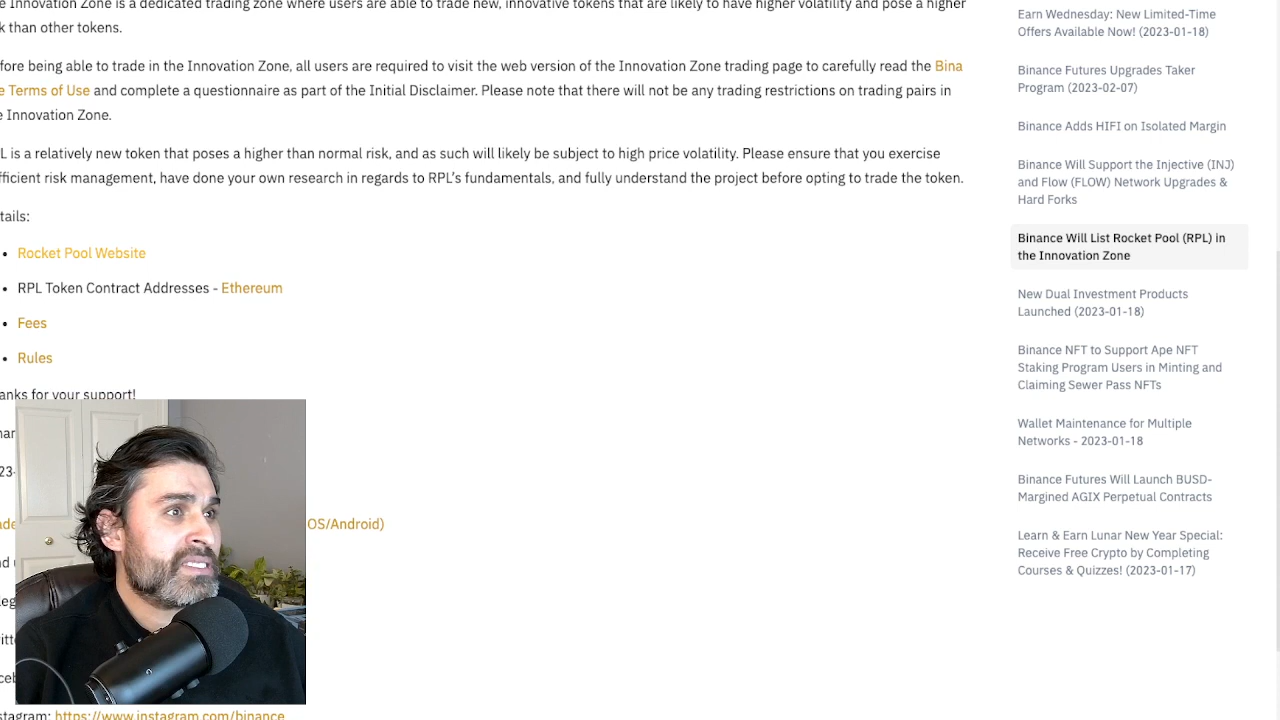 Innovation Zone is a dedicated trading zone where users are able to trade new, innovative tokens that are likely to have higher volatility and pose a higher
than other tokens.
being able to trade in the Innovation Zone, all users are required to visit the web version of the Innovation Zone trading page to carefully read the Bina
Terms of Use and complete a questionnaire as part of the Initial Disclaimer. Please note that there will not be any trading restrictions on trading pairs in
Innovation Zone.
L is a relatively new token that poses a higher than normal risk, and as such will likely be subject to high price volatility. Please ensure that you exercise
fficient risk management, have done your own research in regards to RPL's fundamentals, and fully understand the project before opting to trade the token.
tails:
• Rocket Pool Website
• RPL Token Contract Addresses - Ethereum
• Fees
• Rules
anks for your support!
23-
OS/Android)
stagram: https://www.instagram.com/binance
Earn Wednesday: New Limited-Time
Offers Available Now! (2023-01-18)
Binance Futures Upgrades Taker
Program (2023-02-07)
Binance Adds HIFI on Isolated Margin
Binance Will Support the Injective (INJ)
and Flow (FLOW) Network Upgrades &
Hard Forks
Binance Will List Rocket Pool (RPL) in
the Innovation Zone
New Dual Investment Products
Launched (2023-01-18)
Binance NFT to Support Ape NFT
Staking Program Users in Minting and
Claiming Sewer Pass NFTs
Wallet Maintenance for Multiple
Networks - 2023-01-18
Binance Futures Will Launch BUSD-
Margined AGIX Perpetual Contracts
Learn & Earn Lunar New Year Special:
Receive Free Crypto by Completing
Courses & Quizzes! (2023-01-17)